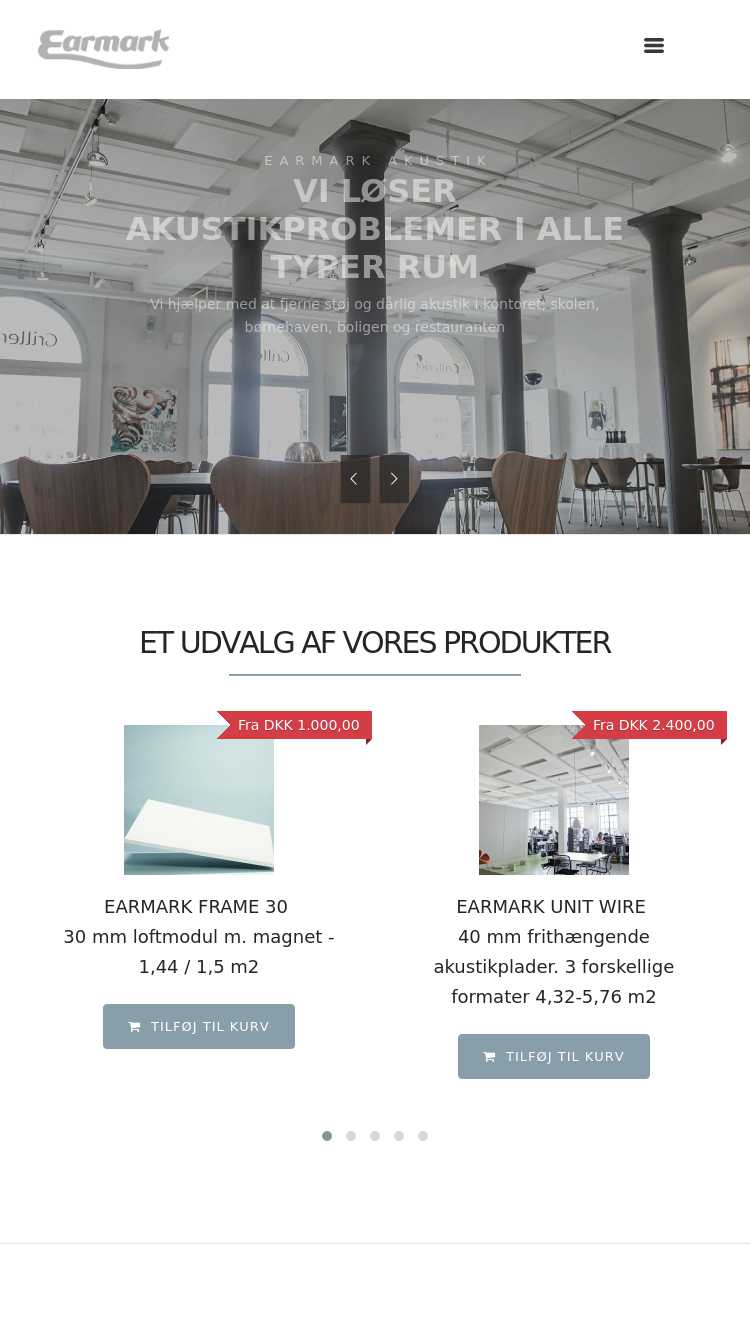 Earmark
EARMARK AKUSTIK
VI LØSER
AKUSTIKPROBLEMER I ALLE
TYPER RUM
Vi hjælper med at fjerne støj og dårlig akustik i kontoret, skolen,
børnehaven, boligen og restauranten
ET UDVALG AF VORES PRODUKTER
Fra DKK 1.000,00
EARMARK FRAME 30
30 mm loftmodul m. magnet -
1,44 / 1,5 m2
TILFØJ TIL KURV
Fra DKK 2.400,00
EARMARK UNIT WIRE
40 mm frithængende
akustikplader. 3 forskellige
formater 4,32-5,76 m2
TILFØJ TIL KURV